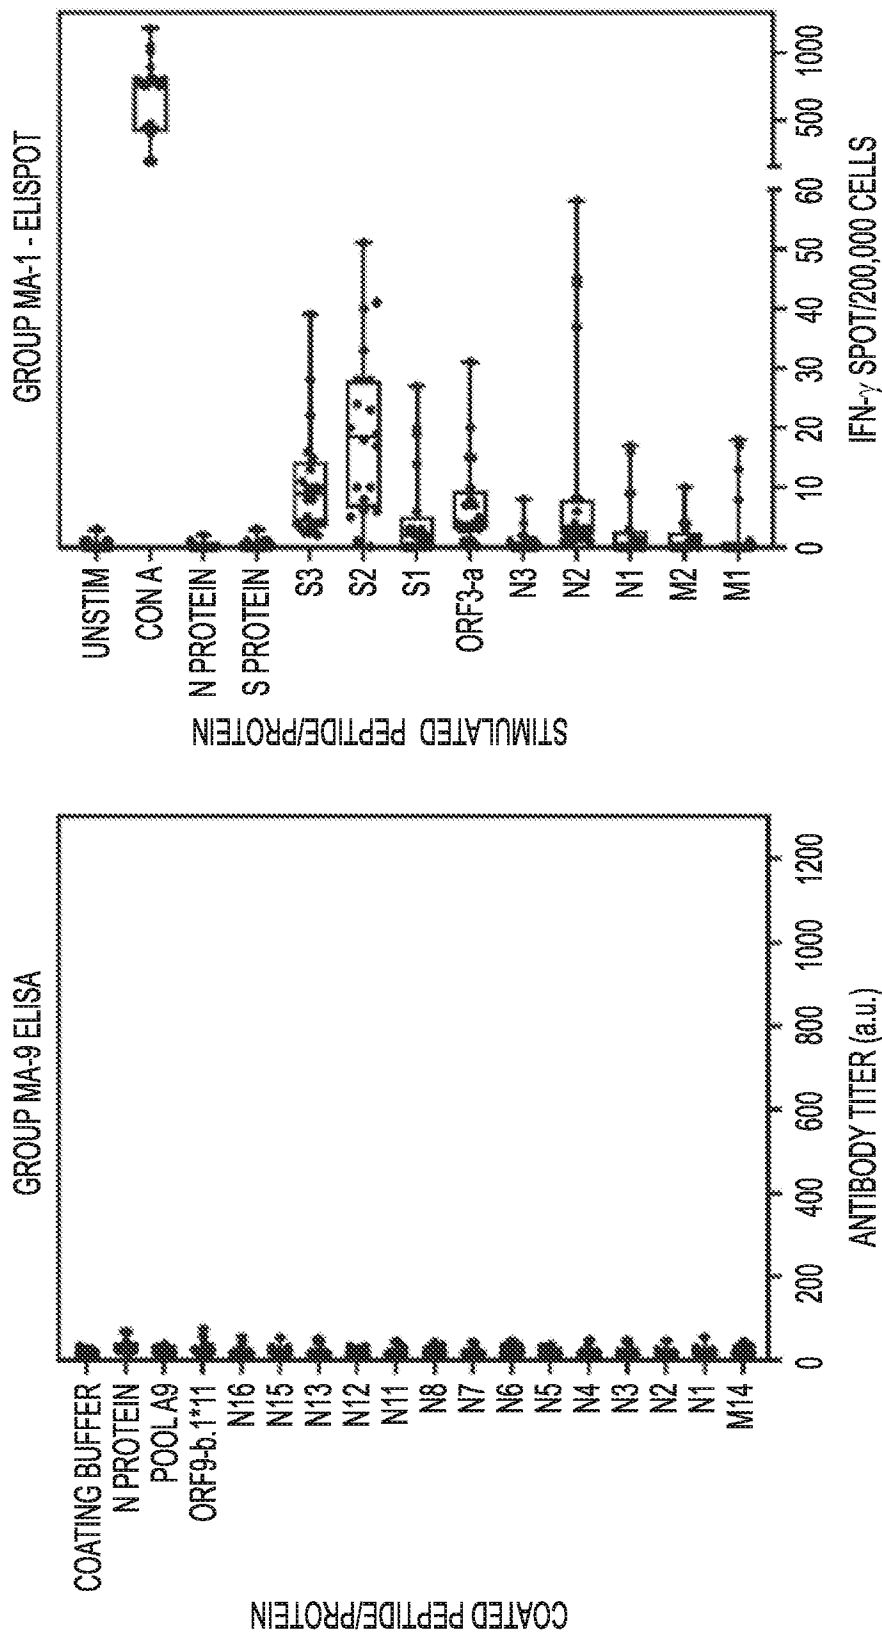 GROUP MA-1 - ELISPOT
STIMULATED PEPTIDE/PROTEIN
UNSTIM
CON A
N PROTEIN
S PROTEIN
S3
S2
S1
ORF3-a
N3
N2
N1
M2
M1
0 10 20 30 40 50 60 500 1000
IFN-γ SPOT/200,000 CELLS
GROUP MA-9 ELISA
COATED PEPTIDE/PROTEIN
COATING BUFFER
N PROTEIN
POOLA9
ORF9-b.1*11
N16
N15
N13
N12
N11
N8
N7
N6
N5
N4
N3
N2
N1
M14
0 200 400 600 800 1000 1200
ANTIBODY TITER (a.u.)